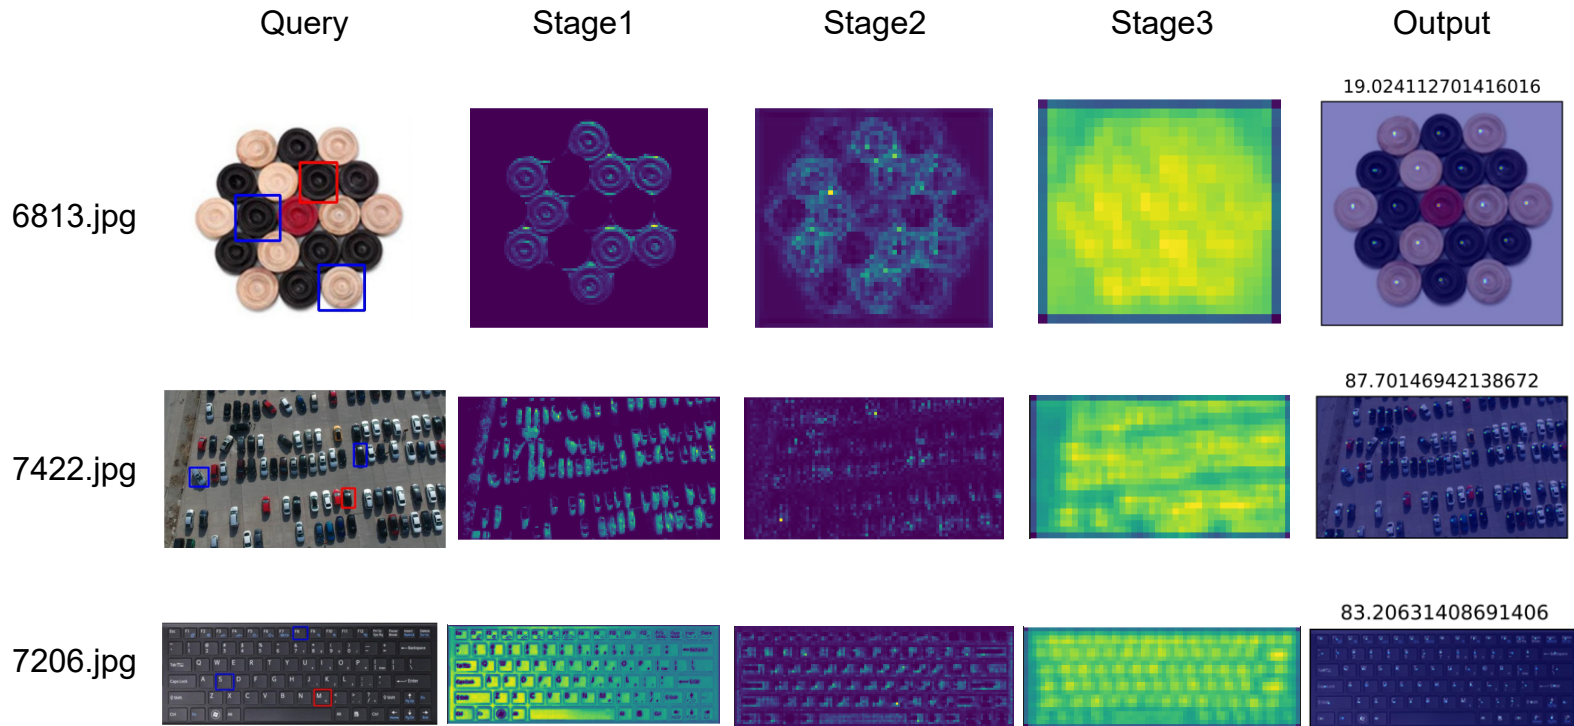 Query Stage1 Stage2 Stage3 Output
19.024112701416016
6813.jpg
87.70146942138672
7422.jpg
83.20631408691406
7206.jpg